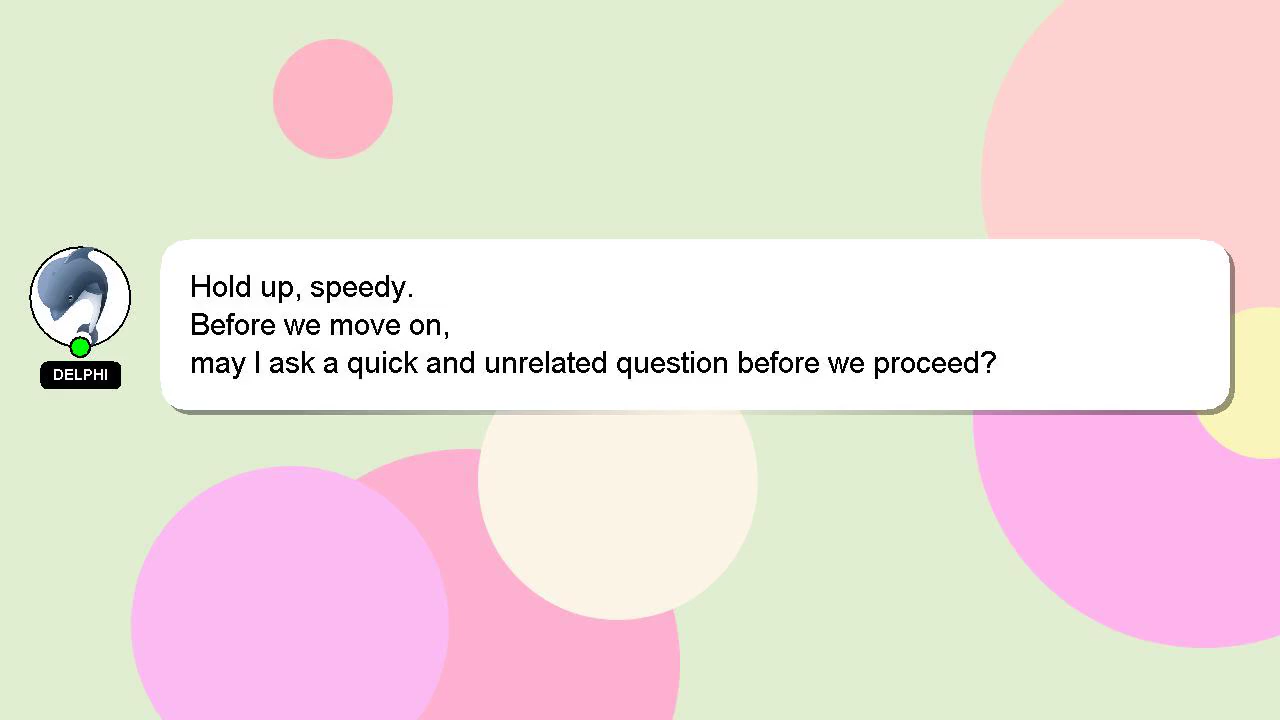 Hold up, speedy.
Before we move on,
may I ask a quick and unrelated question before we proceed?
DELPHI